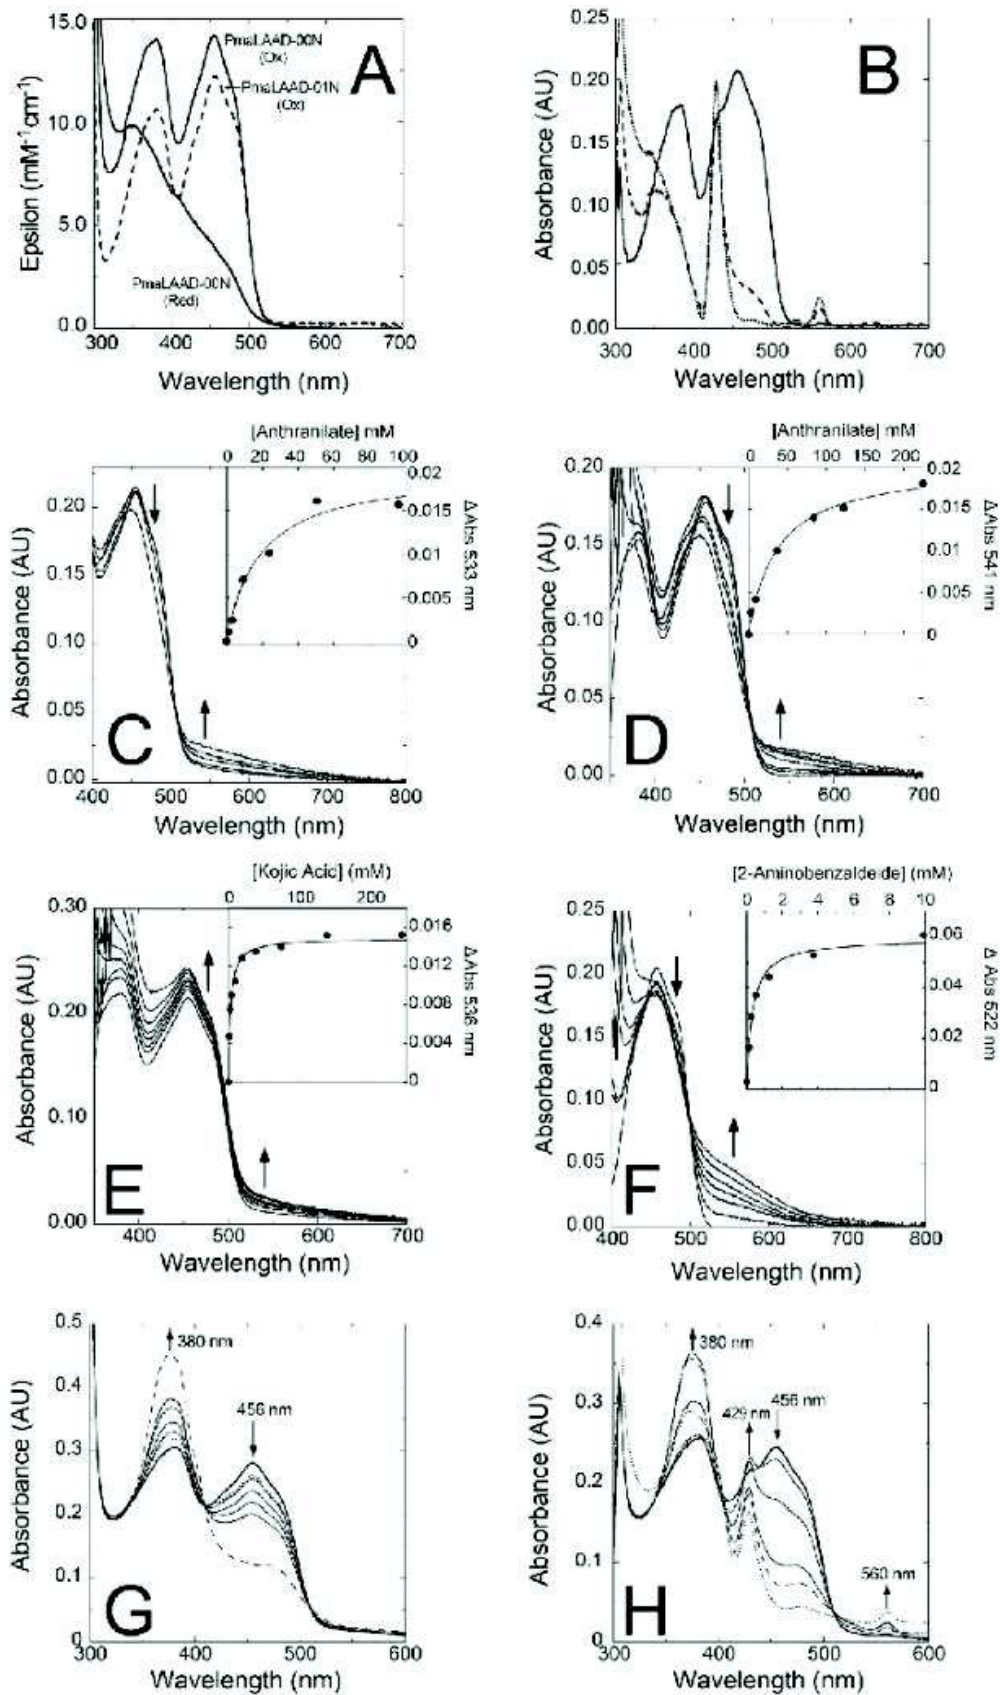 A
15.0
10.0
5.0
0.0
Epsilon (mM⁻¹cm⁻¹)
PmaLAAD-00N
(Ox)
PmaLAAD-01N
(Ox)
PmaLAAD-00N
(Red)
300 400 500 600 700
Wavelength (nm)
B
0.25
0.20
0.15
0.10
0.05
0.00
Absorbance (AU)
300 400 500 600 700
Wavelength (nm)
[Anthranilate] mM
0 20 40 60 80 100
0.02
0.015
0.01
0.005
0
Δ Abs 533 nm
0.20
0.15
0.10
0.05
0.00
Absorbance (AU)
C
400 500 600 700 800
Wavelength (nm)
[Anthranilate] mM
0 50 100 150 200
0.02
0.015
0.01
0.005
0
Δ Abs 541 nm
0.20
0.15
0.10
0.05
0.00
Absorbance (AU)
D
400 500 600 700
Wavelength (nm)
[Kojic Acic] (mM)
0 100 200
0.016
0.012
0.008
0.004
0
Δ Abs 536 nm
0.30
0.20
0.10
0.00
Absorbance (AU)
E
400 500 600 700
Wavelength (nm)
[2-Aminobenzaldeide] (mM)
0 2 4 6 8 10
0.06
0.04
0.02
0
Δ Abs 522 nm
0.25
0.20
0.15
0.10
0.05
0.00
Absorbance (AU)
F
400 500 600 700 800
Wavelength (nm)
0.5
0.4
0.3
0.2
0.1
0
Absorbance (AU)
380 nm
456 nm
G
300 400 500 600
Wavelength (nm)
0.4
0.3
0.2
0.1
0
Absorbance (AU)
380 nm
429 nm
456 nm
560 nm
H
300 400 500 600
Wavelength (nm)